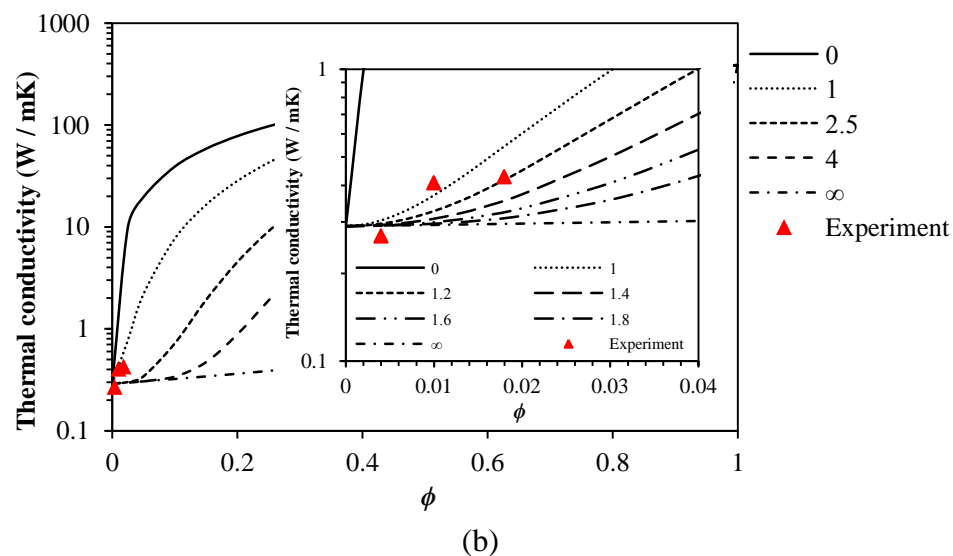 Thermal conductivity (W / mK)
1000
100
10
1
0.1
0 0.2 0.4 0.6 0.8 1
ϕ
Thermal conductivity (W / mK)
1
0.1
0 0.01 0.02 0.03 0.04
ϕ
0 1
1.2 1.4
1.6 1.8
∞ Experiment
0
1
2.5
4
∞
Experiment
(b)